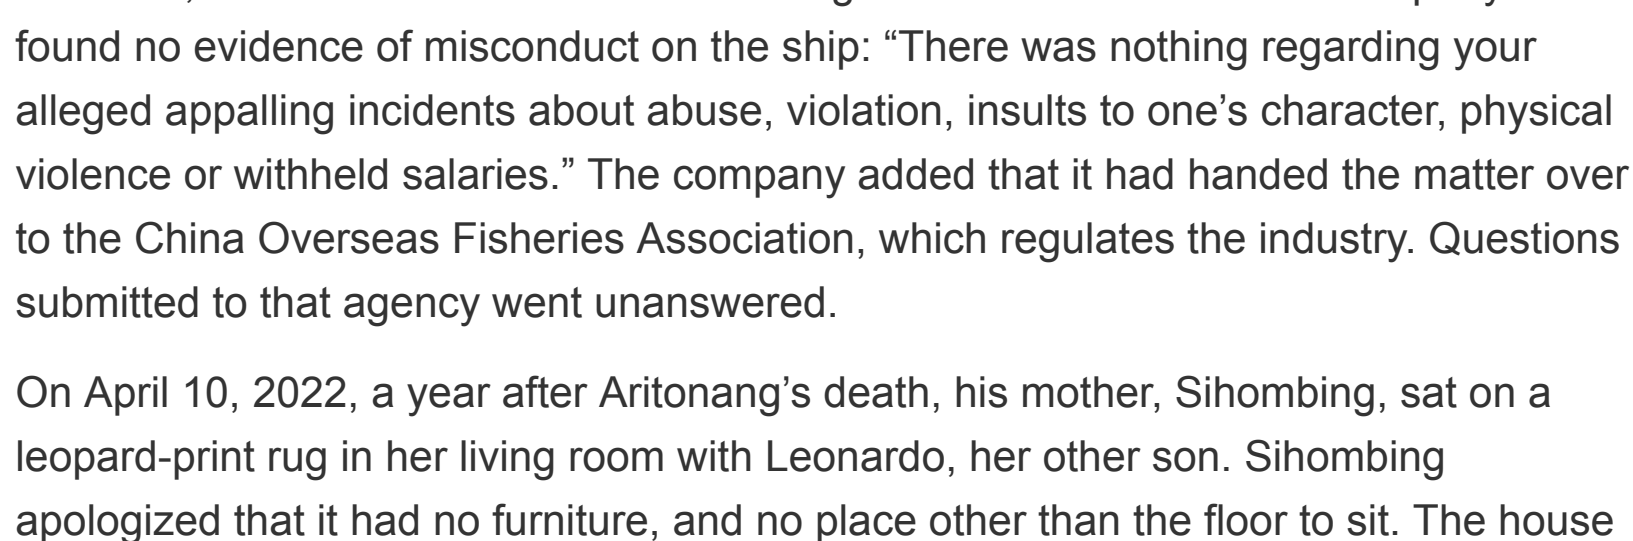 found no evidence of misconduct on the ship: “There was nothing regarding your
alleged appalling incidents about abuse, violation, insults to one’s character, physical
violence or withheld salaries.” The company added that it had handed the matter over
to the China Overseas Fisheries Association, which regulates the industry. Questions
submitted to that agency went unanswered.
On April 10, 2022, a year after Aritonang’s death, his mother, Sihombing, sat on a
leopard-print rug in her living room with Leonardo, her other son. Sihombing
apologized that it had no furniture, and no place other than the floor to sit. The house